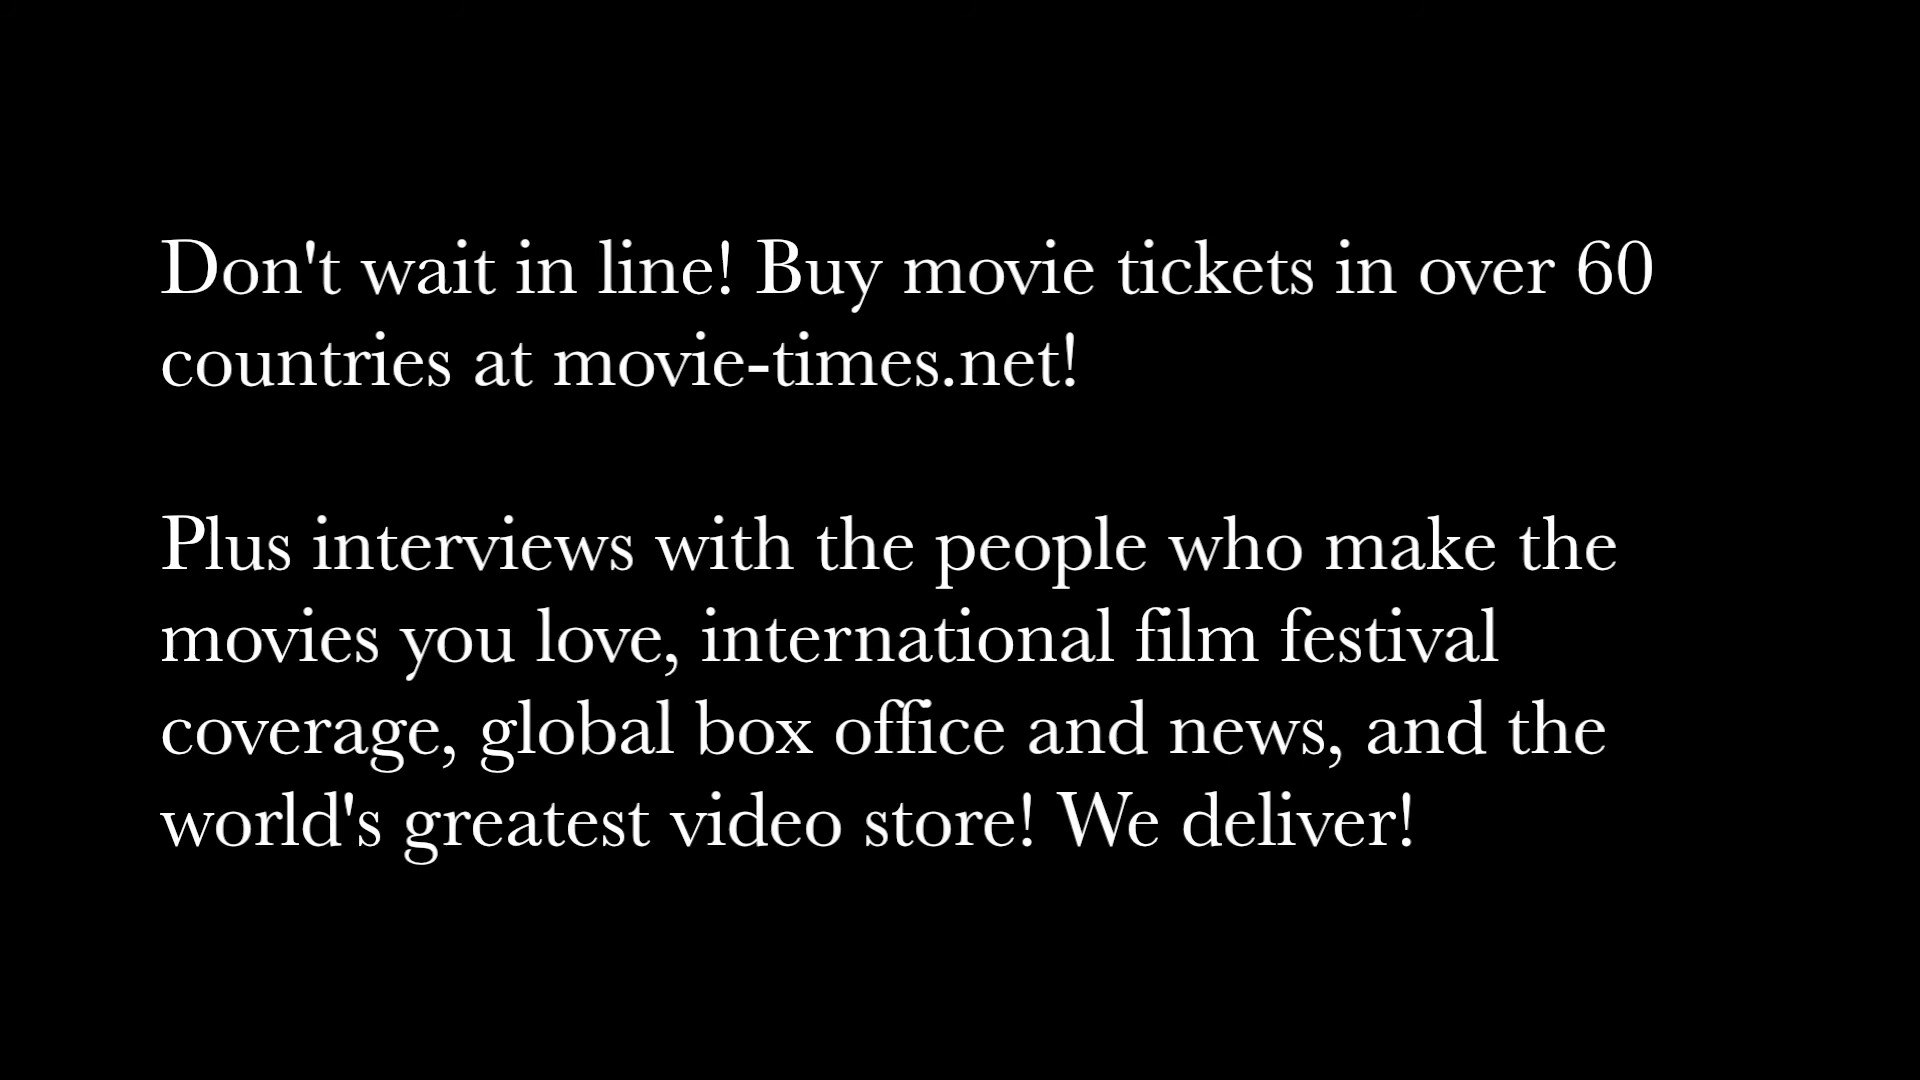 Don't wait in line! Buy movie tickets in over 60
countries at movie-times.net!
Plus interviews with the people who make the
movies you love, international film festival
coverage, global box office and news, and the
world's greatest video store! We deliver!